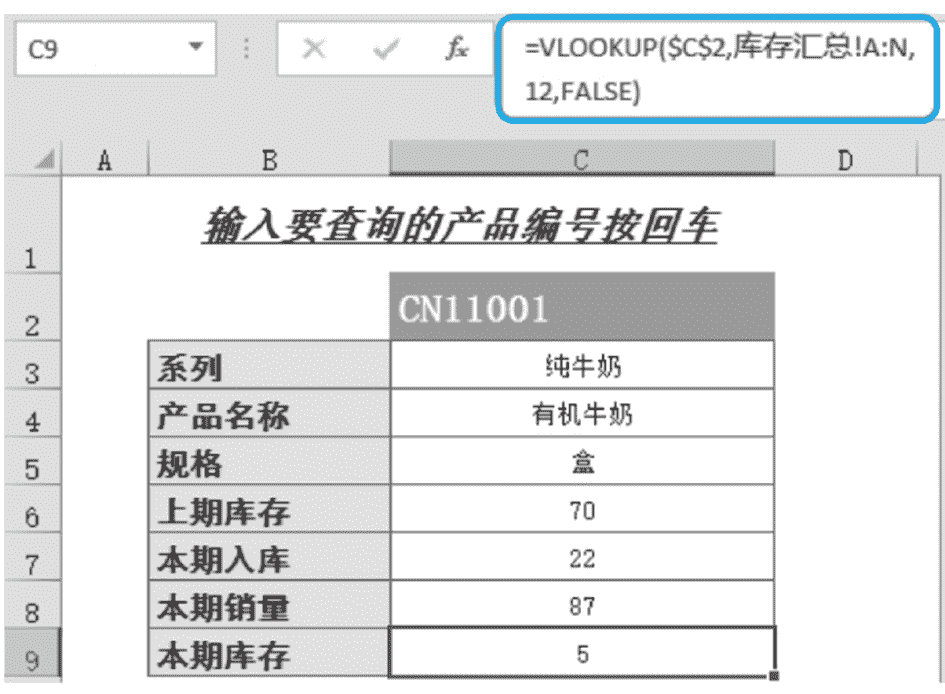 C9
fx
=VLOOKUP($C$2,库存汇总!A:N,
12,FALSE)
A B C D
1 输入要查询的产品编号按回车
2 CN11001
3 系列 纯牛奶
4 产品名称 有机牛奶
5 规格 盒
6 上期库存 70
7 本期入库 22
8 本期销量 87
9 本期库存 5